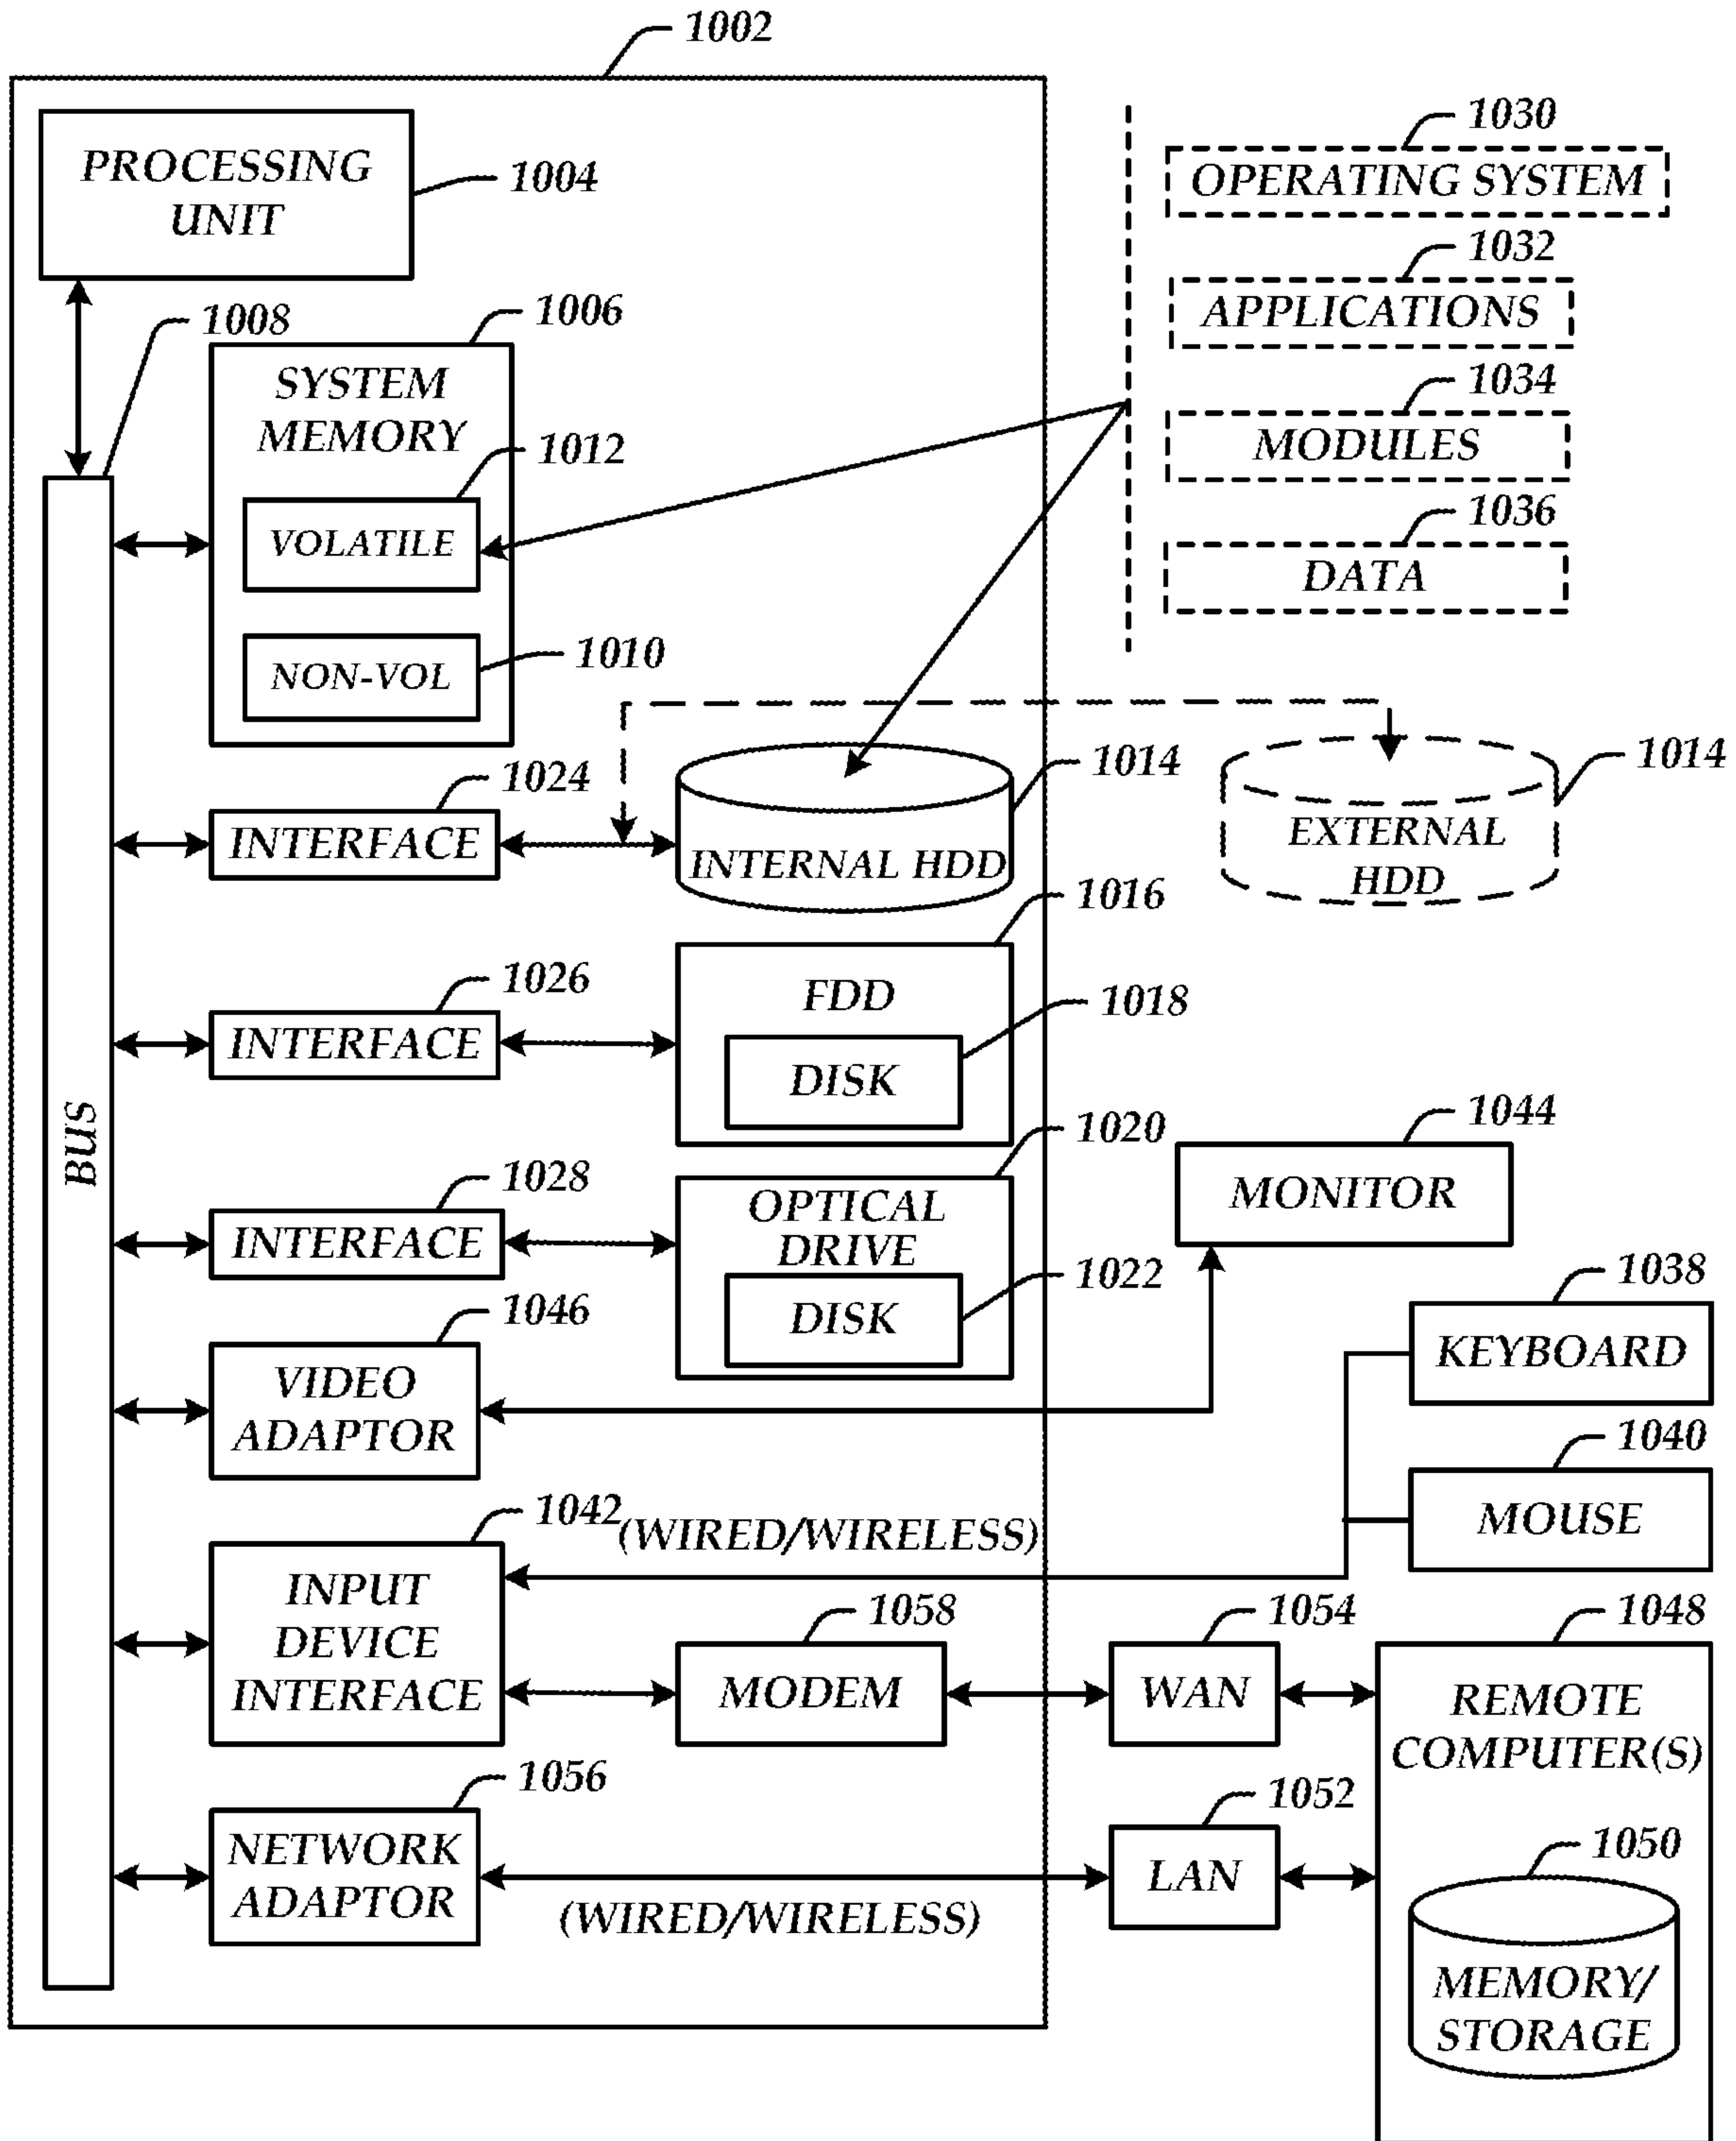 1002
PROCESSING
UNIT
1004
1030
OPERATING SYSTEM
1032
APPLICATIONS
1034
MODULES
1036
DATA
1008
1006
SYSTEM
MEMORY
1012
VOLATILE
1010
NON-VOL
BUS
1024
INTERFACE
1014
INTERNAL HDD
1014
EXTERNAL
HDD
1026
INTERFACE
1016
FDD
1018
DISK
1028
INTERFACE
1020
OPTICAL
DRIVE
1022
DISK
1044
MONITOR
1046
VIDEO
ADAPTOR
1038
KEYBOARD
1040
MOUSE
1042
(WIRED/WIRELESS)
INPUT
DEVICE
INTERFACE
1058
MODEM
1054
WAN
1048
REMOTE
COMPUTER(S)
1056
NETWORK
ADAPTOR
(WIRED/WIRELESS)
1052
LAN
1050
MEMORY/
STORAGE